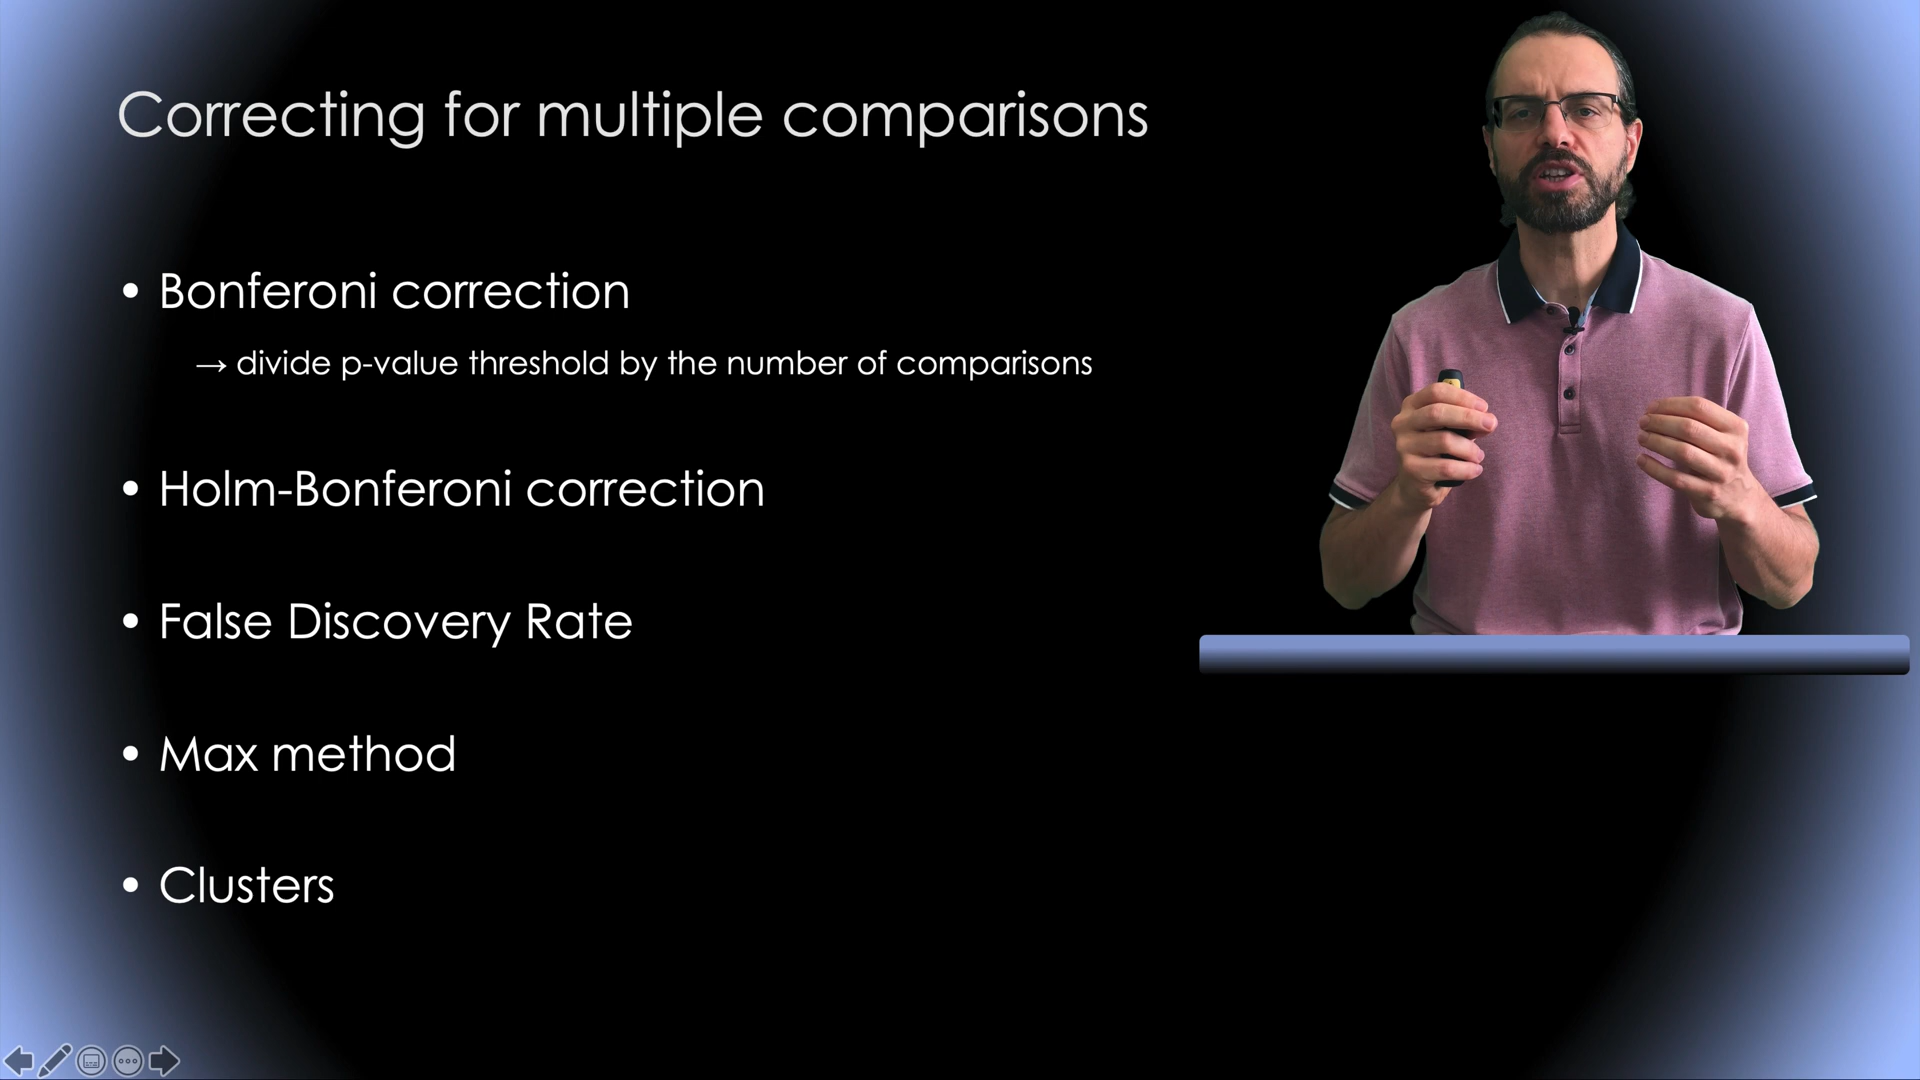 Correcting for multiple comparisons
• Bonferoni correction
→ divide p-value threshold by the number of comparisons
• Holm-Bonferoni correction
• False Discovery Rate
• Max method
• Clusters